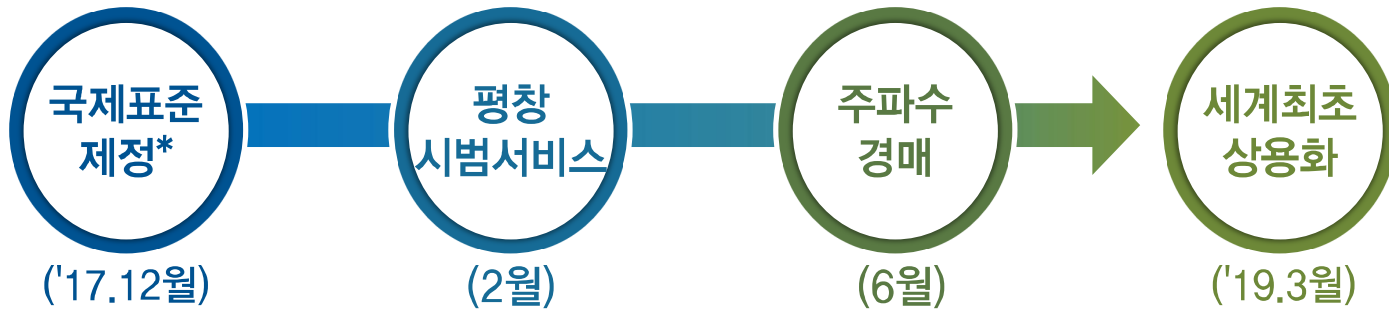 국제표준
제정*
평창
시범서비스
주파수
경매
세계최초
상용화
('17.12월)
(2월)
(6월)
('19.3월)